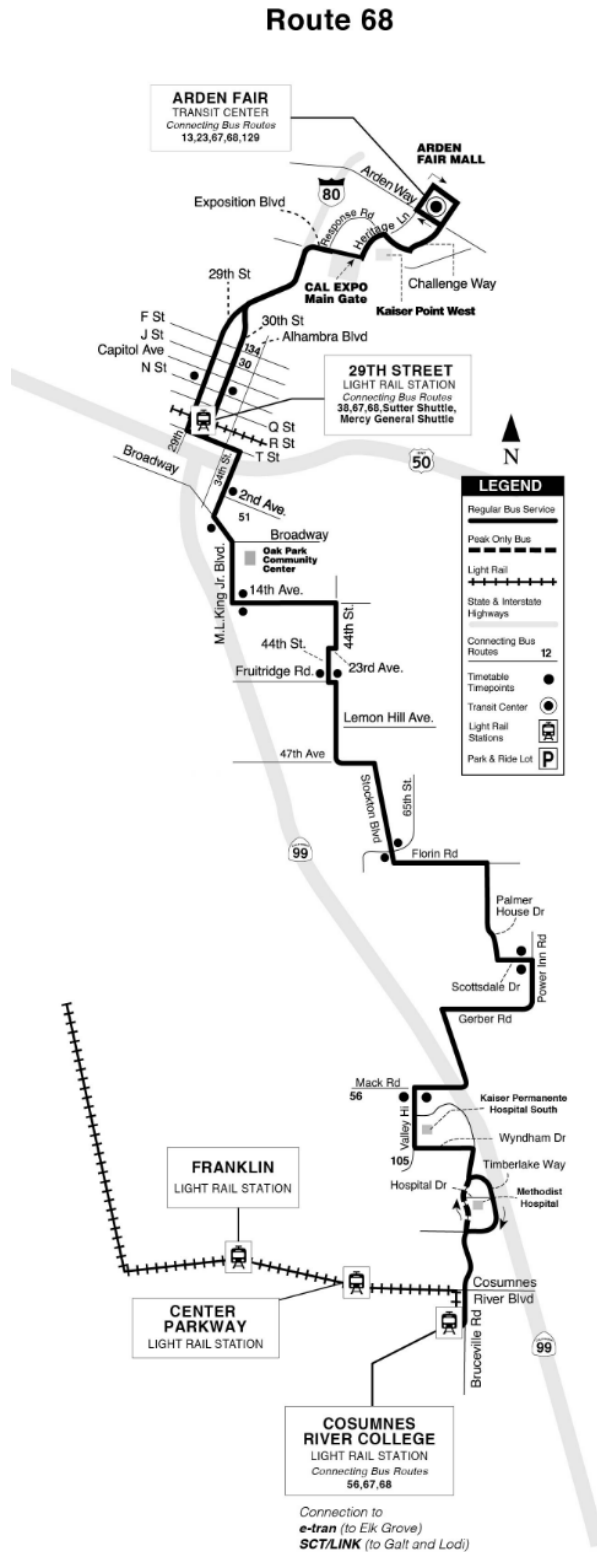 Route 68
ARDEN FAIR
TRANSIT CENTER
Connecting Bus Routes
13,23,67,68,129
ARDEN
FAIR MALL
Arden Way
80
Exposition Blvd
Response Rd
Heritage Ln
CAL EXPO
Main Gate
Challenge Way
Kaiser Point West
29th St
30th St
Alhambra Blvd
F St
J St
Capitol Ave
N St
134
30
29TH STREET
LIGHT RAIL STATION
Connecting Bus Routes
38,67,68,Sutter Shuttle,
Mercy General Shuttle
Q St
R St
T St
29th
34th St.
Broadway
50
N
2nd Ave.
51
Broadway
Oak Park
Community
Center
M.L.King Jr. Blvd.
14th Ave.
44th St.
44th St.
23rd Ave.
Fruitridge Rd.
Lemon Hill Ave.
47th Ave
Stockton Blvd
65th St.
Florin Rd
99
LEGEND
Regular Bus Service
Peak Only Bus
Light Rail
State & Interstate
Highways
Connecting Bus
Routes 12
Timetable
Timepoints
Transit Center
Light Rail
Stations
Park & Ride Lot P
Palmer
House Dr
Power Inn Rd
Scottsdale Dr
Gerber Rd
Mack Rd
56
Valley Hi
Kaiser Permanente
Hospital South
Wyndham Dr
105
Timberlake Way
Hospital Dr
Methodist
Hospital
FRANKLIN
LIGHT RAIL STATION
CENTER
PARKWAY
LIGHT RAIL STATION
Cosumnes
River Blvd
Bruceville Rd
99
COSUMNES
RIVER COLLEGE
LIGHT RAIL STATION
Connecting Bus Routes
56,67,68
Connection to
e-tran (to Elk Grove)
SCT/LINK (to Galt and Lodi)